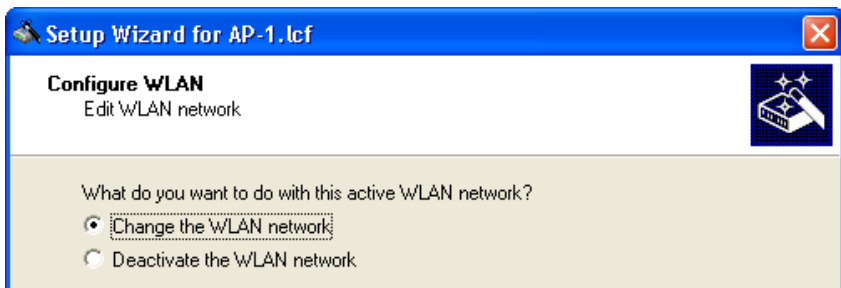 Setup Wizard for AP-1.lcf
Configure WLAN
Edit WLAN network
What do you want to do with this active WLAN network?
Change the WLAN network
Deactivate the WLAN network